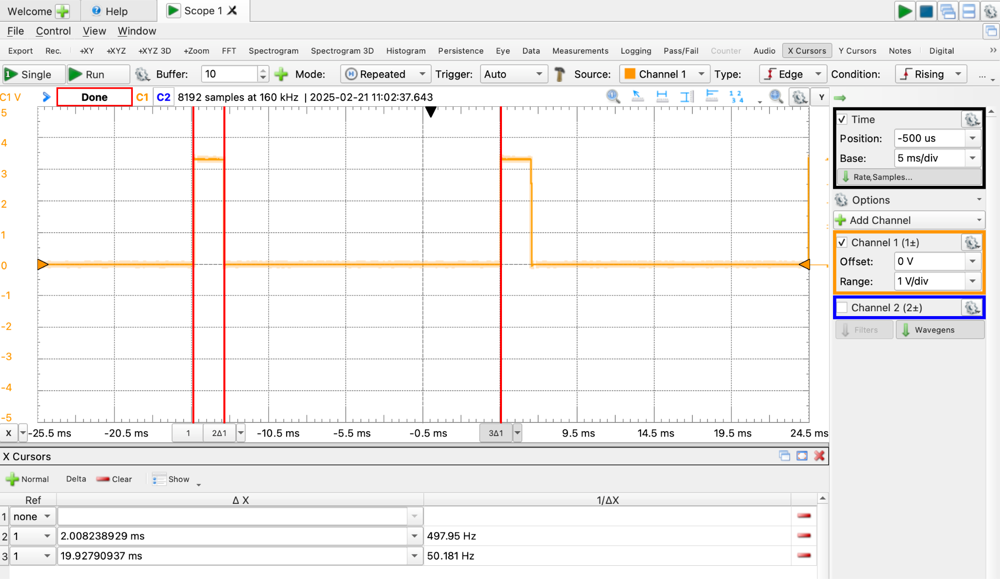 Welcome Help Scope 1
File Control View Window
Export Rec. +XY +XYZ +XYZ 3D +Zoom FFT Spectrogram Spectrogram 3D Histogram Persistence Eye Data Measurements Logging Pass/Fail Counter Audio X Cursors Y Cursors Notes Digital »
1 Single Run Buffer: 10 Mode: Repeated Trigger: Auto Source: Channel 1 Type: Edge Condition: Rising ...
C1 V Done C1 C2 8192 samples at 160 kHz | 2025-02-21 11:02:37.643 Y
5
4
3
2
1
0
-1
-2
-3
-4
-5
X -25.5 ms -20.5 ms 1 2Δ1 -10.5 ms -5.5 ms -0.5 ms 3Δ1 9.5 ms 14.5 ms 19.5 ms 24.5 ms
Time
Position: -500 us
Base: 5 ms/div
Rate,Samples...
Options
Add Channel
Channel 1 (1±)
Offset: 0 V
Range: 1 V/div
Channel 2 (2±)
Filters Wavegens
X Cursors
Normal Delta Clear Show
Ref Δ X 1/ΔX
1 none
2 1 2.008238929 ms 497.95 Hz
3 1 19.92790937 ms 50.181 Hz